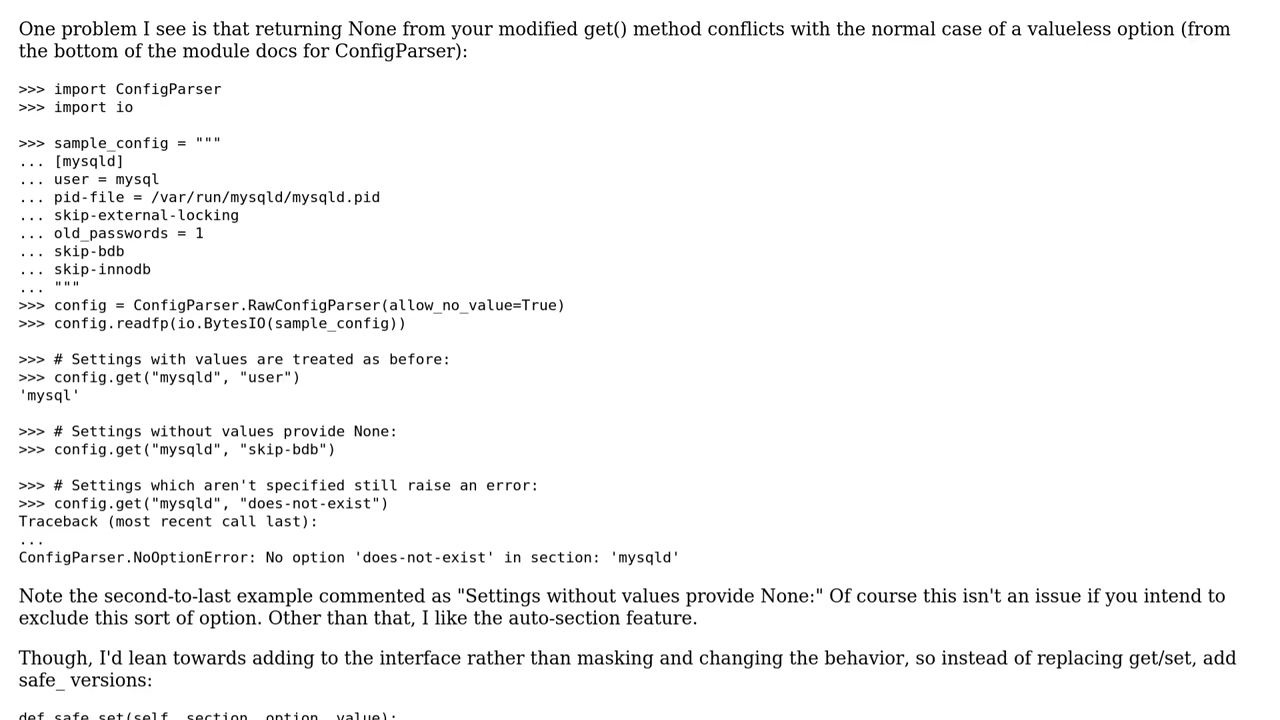 One problem I see is that returning None from your modified get() method conflicts with the normal case of a valueless option (from
the bottom of the module docs for ConfigParser):
>>> import ConfigParser
>>> import io
>>> sample_config = """
... [mysqld]
... user = mysql
... pid-file = /var/run/mysqld/mysqld.pid
... skip-external-locking
... old_passwords = 1
... skip-bdb
... skip-innodb
... """
>>> config = ConfigParser.RawConfigParser(allow_no_value=True)
>>> config.readfp(io.BytesIO(sample_config))
>>> # Settings with values are treated as before:
>>> config.get("mysqld", "user")
'mysql'
>>> # Settings without values provide None:
>>> config.get("mysqld", "skip-bdb")
>>> # Settings which aren't specified still raise an error:
>>> config.get("mysqld", "does-not-exist")
Traceback (most recent call last):
...
ConfigParser.NoOptionError: No option 'does-not-exist' in section: 'mysqld'
Note the second-to-last example commented as "Settings without values provide None:" Of course this isn't an issue if you intend to
exclude this sort of option. Other than that, I like the auto-section feature.
Though, I'd lean towards adding to the interface rather than masking and changing the behavior, so instead of replacing get/set, add
safe_ versions:
def safe_set(self, section, option, value):